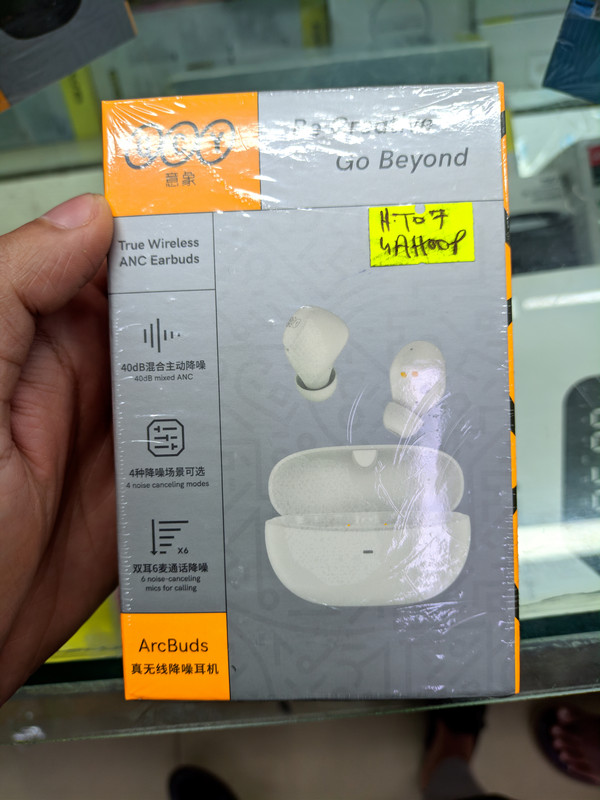 QCY
意象
Be Creative
Go Beyond
True Wireless
ANC Earbuds
40dB混合主动降噪
40dB mixed ANC
4种降噪场景可选
4 noise canceling modes
X6
双耳6麦通话降噪
6 noise-canceling
mics for calling
ArcBuds
真无线降噪耳机
H.T07